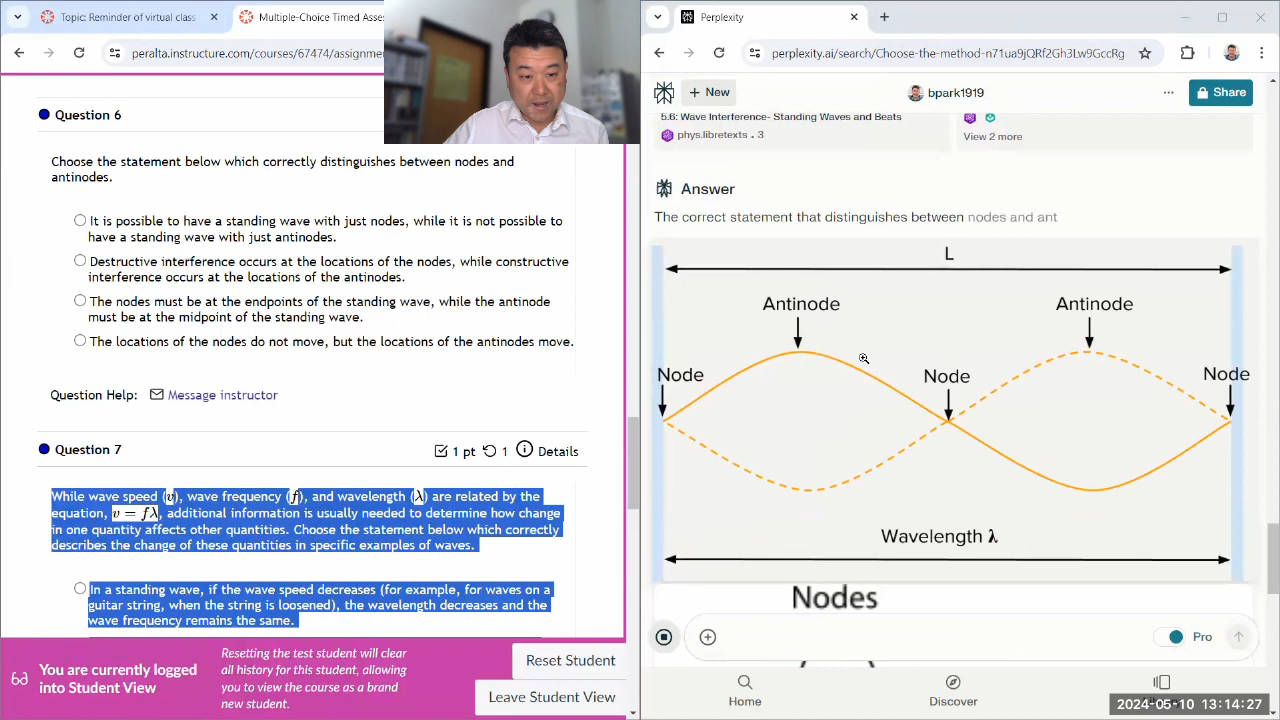 Topic: Reminder of virtual class
Multiple-Choice Timed Asse
peralta.instructure.com/courses/67474/assignme
Question 6
Choose the statement below which correctly distinguishes between nodes and
antinodes.
It is possible to have a standing wave with just nodes, while it is not possible to
have a standing wave with just antinodes.
Destructive interference occurs at the locations of the nodes, while constructive
interference occurs at the locations of the antinodes.
The nodes must be at the endpoints of the standing wave, while the antinode
must be at the midpoint of the standing wave.
The locations of the nodes do not move, but the locations of the antinodes move.
Question Help: Message instructor
Question 7
1 pt 1 Details
While wave speed (v), wave frequency (f), and wavelength (λ) are related by the
equation, v = fλ, additional information is usually needed to determine how change
in one quantity affects other quantities. Choose the statement below which correctly
describes the change of these quantities in specific examples of waves.
In a standing wave, if the wave speed decreases (for example, for waves on a
guitar string, when the string is loosened), the wavelength decreases and the
wave frequency remains the same.
You are currently logged
into Student View
Resetting the test student will clear
all history for this student, allowing
you to view the course as a brand
new student.
Reset Student
Leave Student View
Perplexity
perplexity.ai/search/Choose-the-method-n71ua9jQRf2Gh3LvSGccRg
New
bpark1919
Share
5.6: Wave Interference- Standing Waves and Beats
phys.libretexts . 3
View 2 more
Answer
The correct statement that distinguishes between nodes and ant
L
Antinode
Antinode
Node
Node
Node
Wavelength λ
Nodes
Pro
Home
Discover
2024-05-10 13:14:27